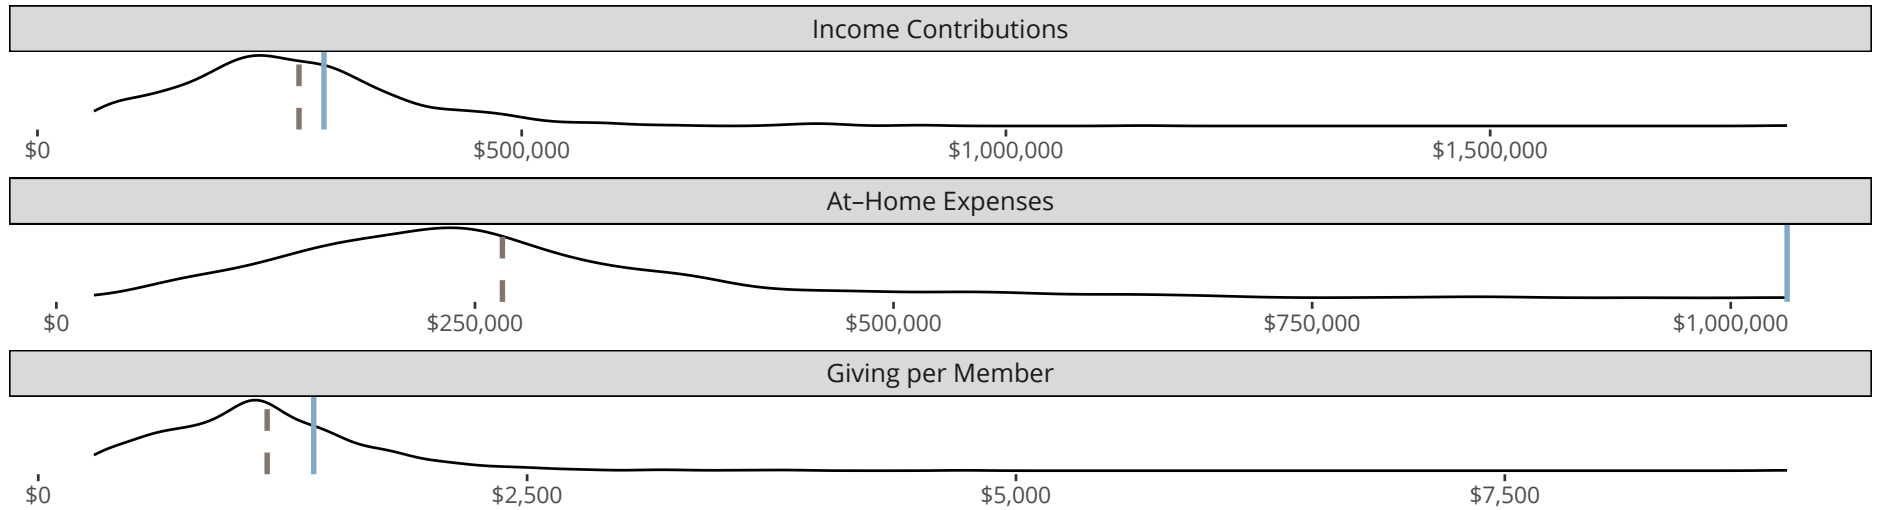 Income Contributions
$0 $500,000 $1,000,000 $1,500,000
At–Home Expenses
$0 $250,000 $500,000 $750,000 $1,000,000
Giving per Member
$0 $2,500 $5,000 $7,500